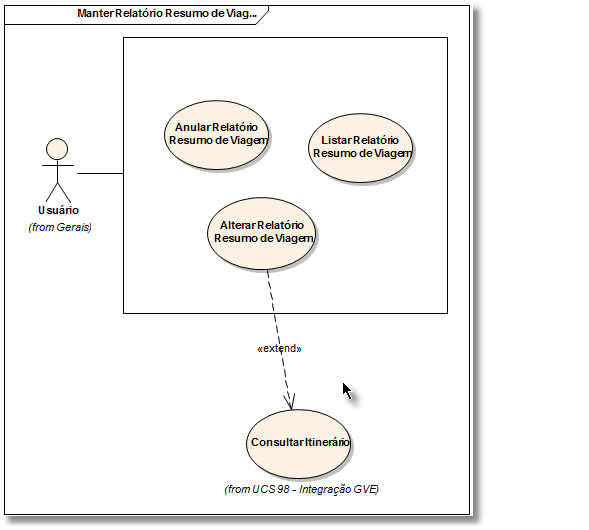 Manter Relatório Resumo de Viag...
Anular Relatório
Resumo de Viagem
Listar Relatório
Resumo de Viagem
Usuário
(from Gerais)
Alterar Relatório
Resumo de Viagem
«extend»
Consultar Itinerário
(from UCS 98 - Integração GVE)